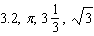 3.2, π, 3 1/3, √3